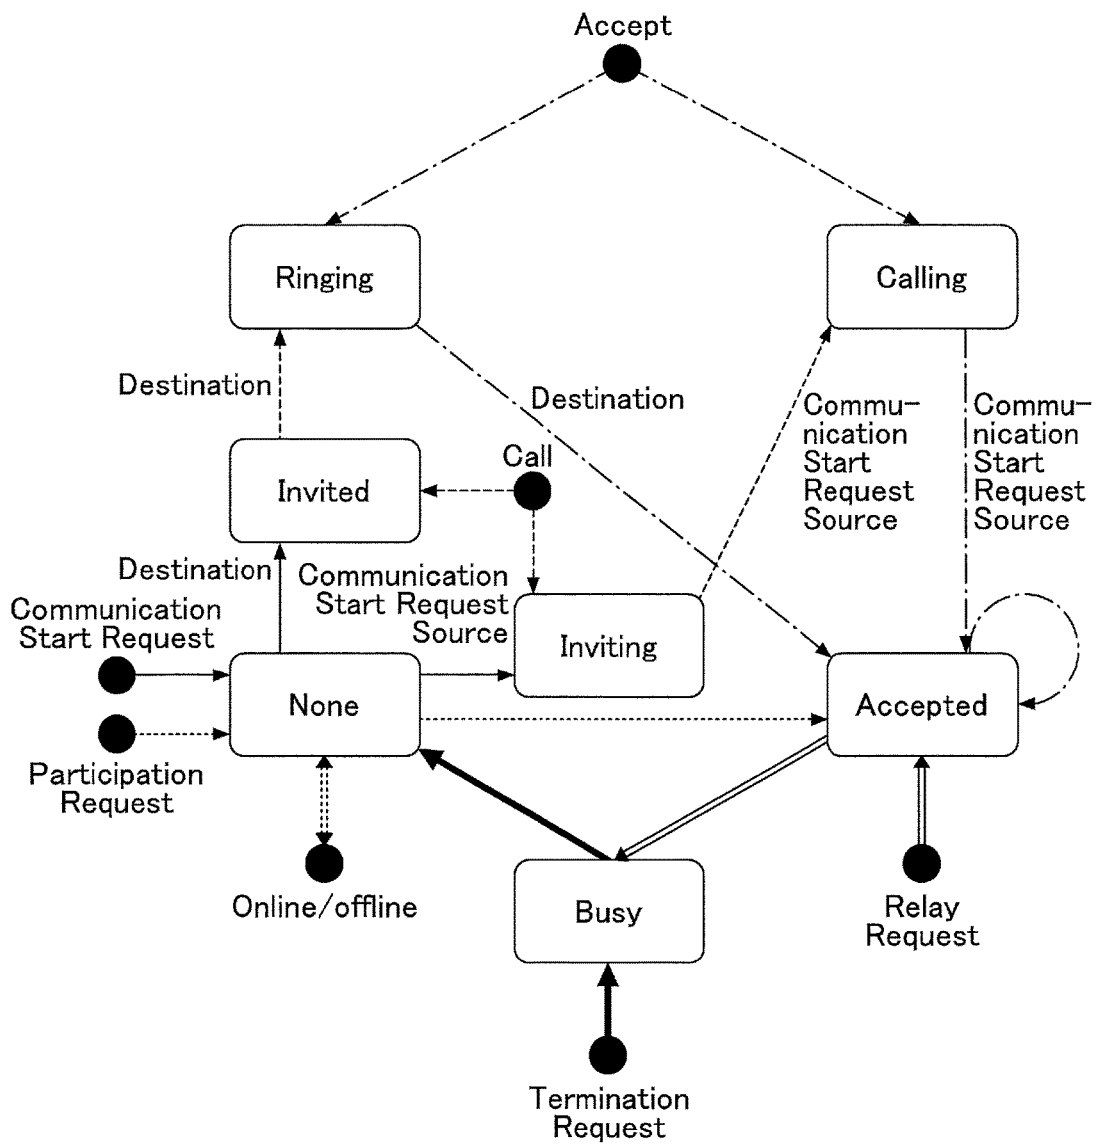 Accept
Ringing
Calling
Destination
Destination
Commu-
nication
Start
Request
Source
Commu-
nication
Start
Request
Source
Call
Invited
Destination
Communication
Start Request
Source
Communication
Start Request
Inviting
None
Accepted
Participation
Request
Online/offline
Busy
Relay
Request
Termination
Request